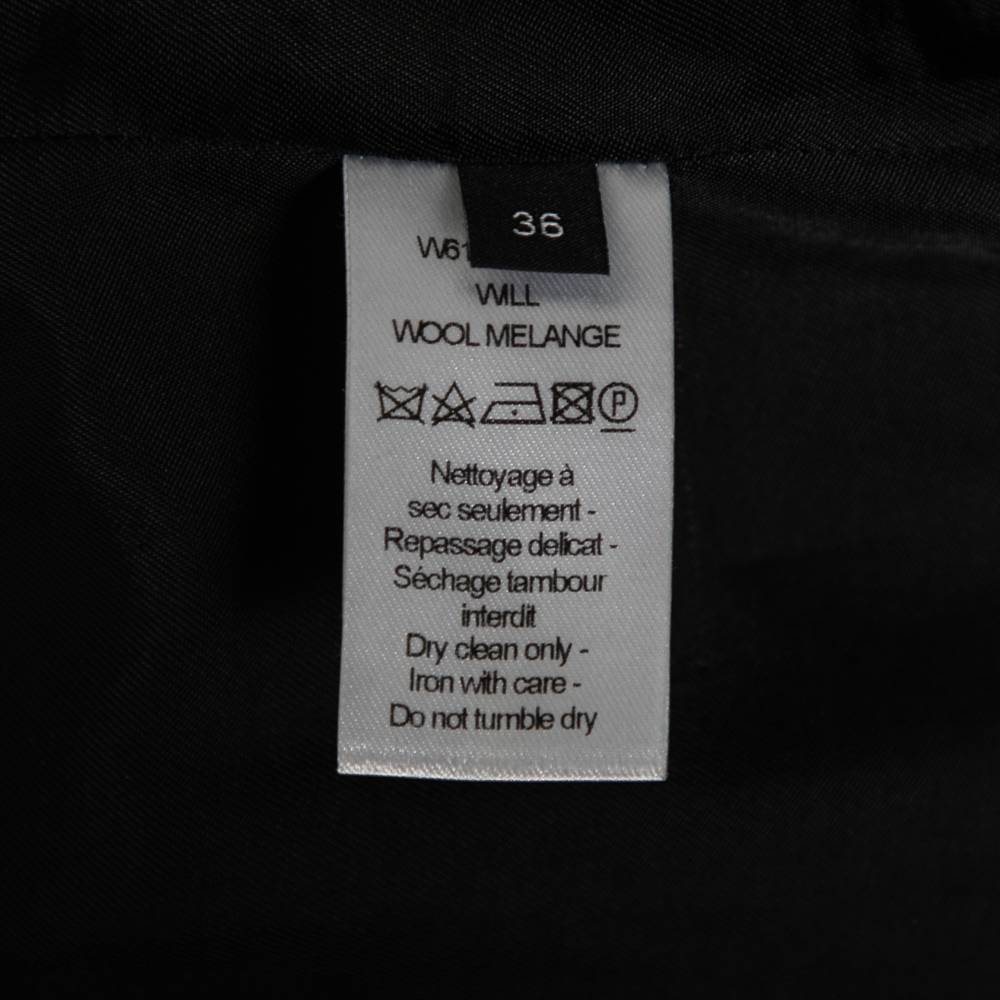 36
W61
WILL
WOOL MELANGE
P
Nettoyage à
sec seulement -
Repassage delicat -
Séchage tambour
interdit
Dry clean only -
Iron with care -
Do not tumble dry